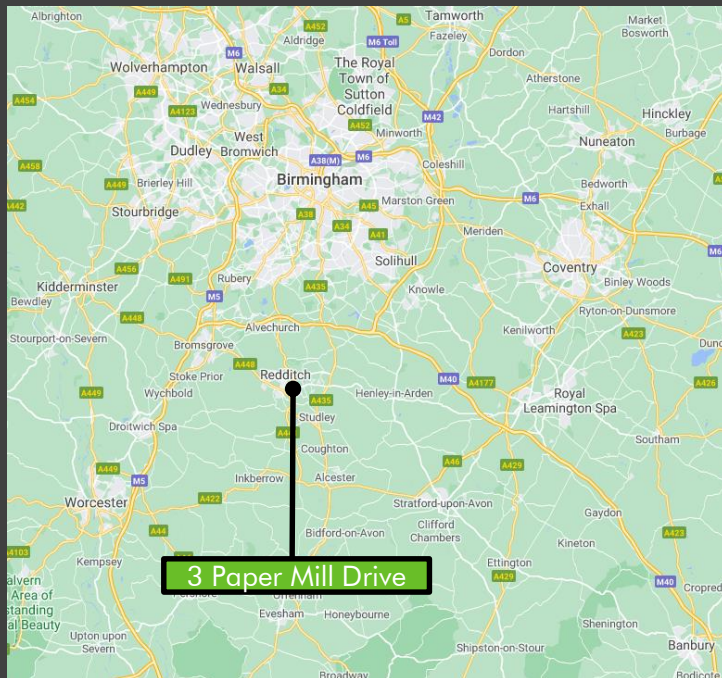 Albrighton
A452
A5
Tamworth
Market
Bosworth
Aldridge
M6 Toll
Fazeley
M6
Dordon
Wolverhampton
Walsall
The Royal
Town of
Sutton
Coldfield
Atherstone
A449
A34
A454
Wednesbury
A4123
M42
Hartshill
Hinckley
A452
Burbage
West
Bromwich
Minworth
Nuneaton
Dudley
A38(M)
M6
Coleshill
A458
A449
Brierley Hill
Birmingham
Bedworth
M6
Marston Green
A442
Stourbridge
A38
A45
Exhall
A34
A41
Meriden
M6
Solihull
Coventry
A456
A491
Rubery
A435
Binley Woods
Kidderminster
Knowle
Bewdley
M5
Ryton-on-Dunsmore
A448
Alvechurch
Kenilworth
A423
Stourport-on-Severn
Bromsgrove
A448
Redditch
M40
A4177
A426
Stoke Prior
A449
Wychbold
A435
Henley-in-Arden
Royal
Leamington Spa
Studley
Droitwich Spa
Southam
Coughton
A46
A429
A449
M5
Inkberrow
Alcester
Worcester
A422
Stratford-upon-Avon
Gaydon
Clifford
Chambers
A44
Bidford-on-Avon
A423
Kineton
A4103
Kempsey
Ettington
3 Paper Mill Drive
A429
M40
Area of
Evesham
Honeybourne
Shenington
Upton upon
Severn
Shipston-on-Stour
Banbury
Broadway
Bodicote